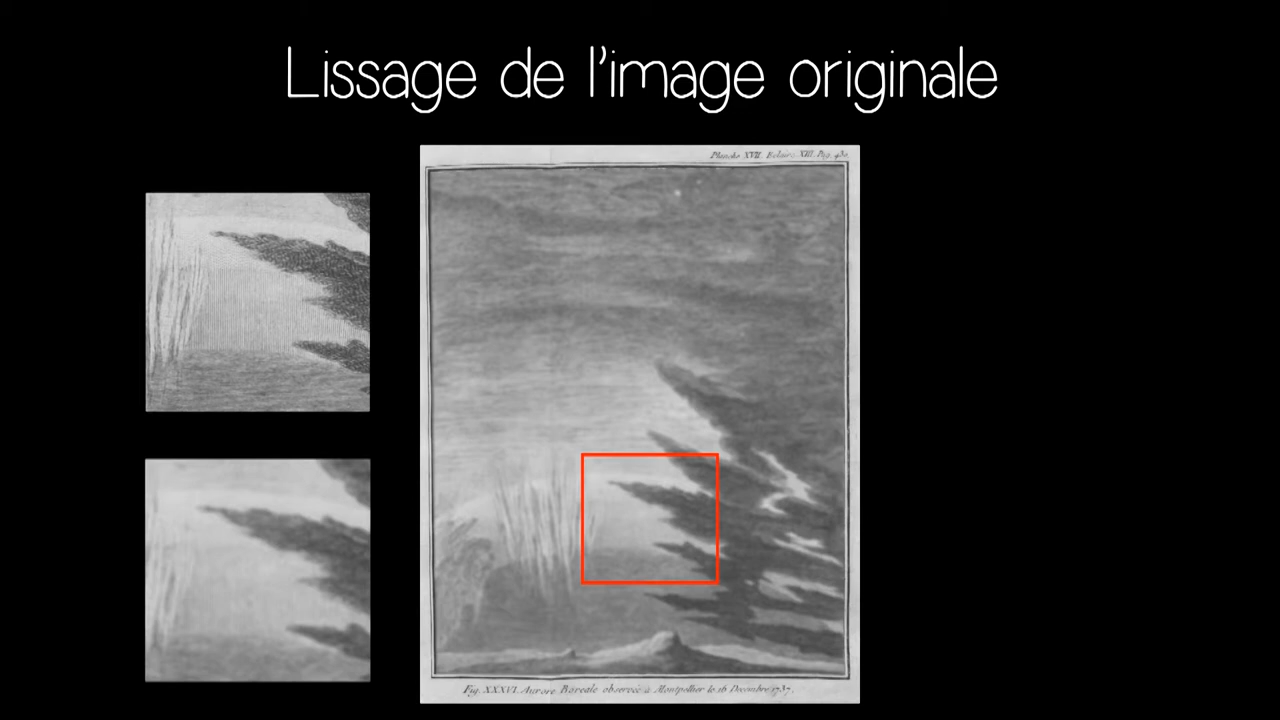 Lissage de l'image originale
Planche XVII. Eclairc. XIII. Pag. 430.
Fig. XXXVI. Aurore Boreale observée à Montpellier le 16 Decembre 1737.